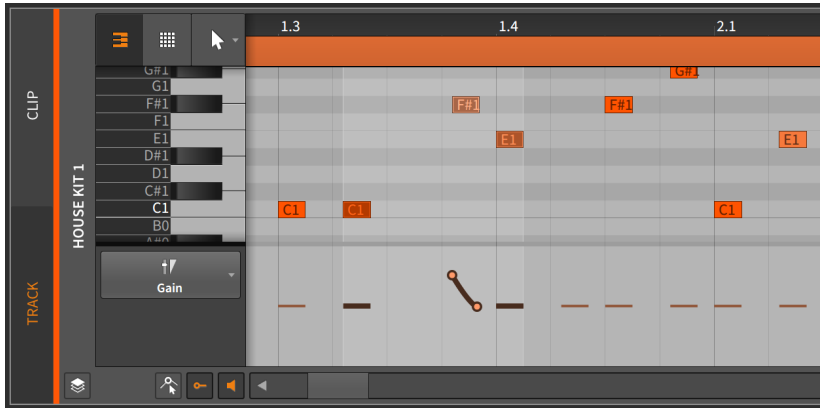 1.3
1.4
2.1
CLIP
TRACK
HOUSE KIT 1
G#1
G1
F#1
F1
E1
D#1
D1
C#1
C1
B0
A#0
G#1
F#1
F#1
E1
E1
C1
C1
C1
Gain